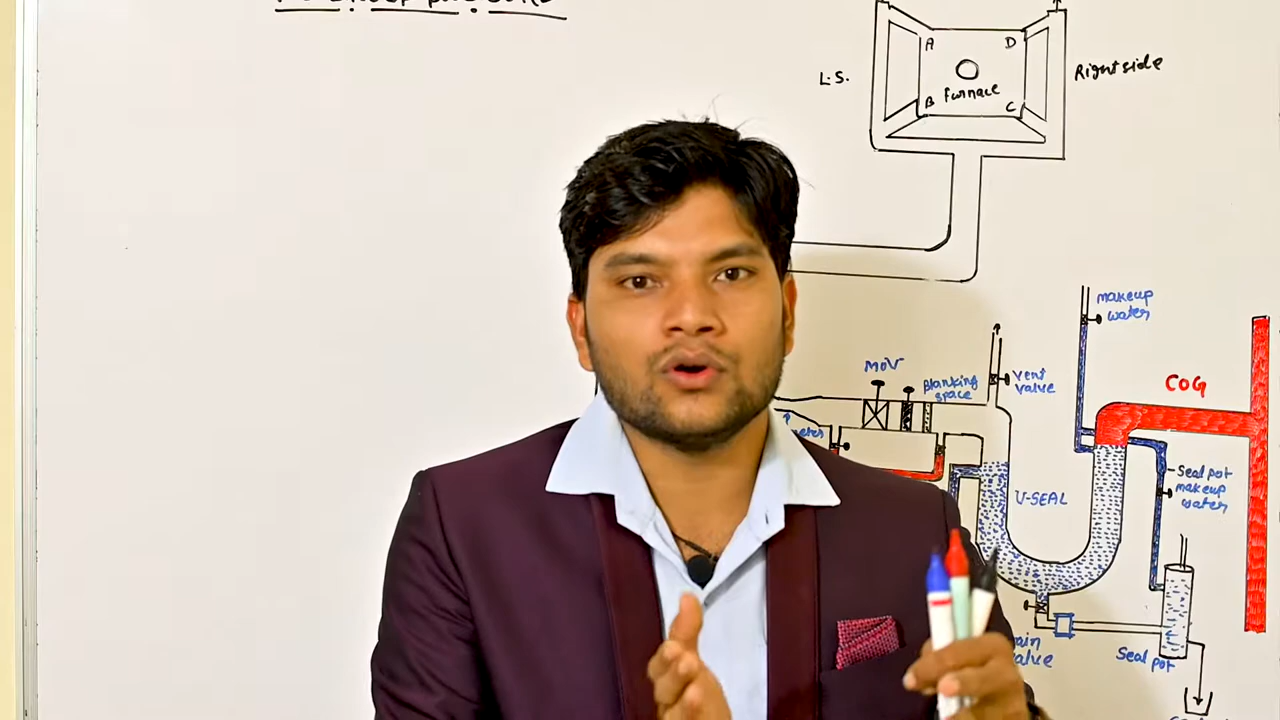 L.S.
A
D
B
C
Furnace
Right side
makeup
water
MOV
Blanking
space
Vent
valve
COG
U-SEAL
Seal pot
makeup
water
Seal pot